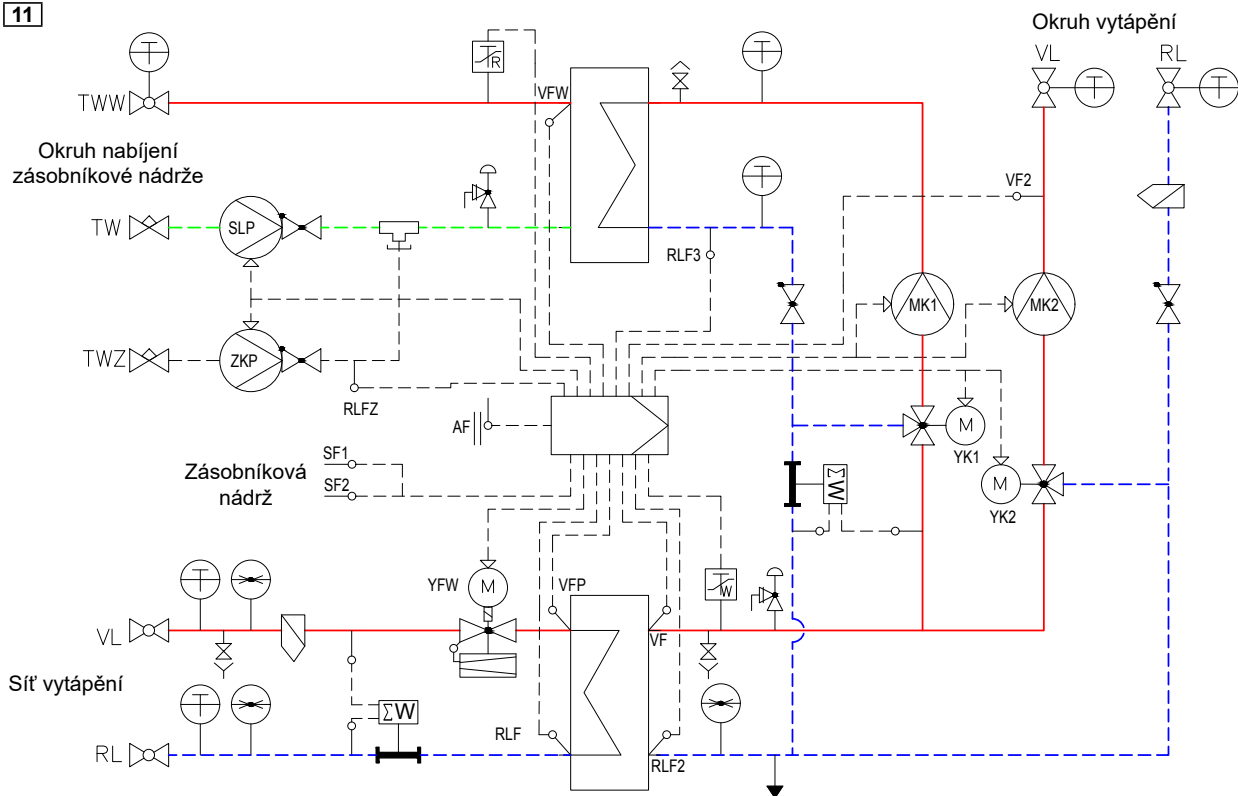 11
Okruh vytápění
VL
RL
T
T
T
T
R
TWW
VFW
Okruh nabíjení
zásobníkové nádrže
T
VF2
TW
SLP
RLF3
MK1
MK2
TWZ
ZKP
RLFZ
AF
M
YK1
SF1
Zásobníková
nádrž
SF2
ΣW
M
YK2
T
YFW
M
VFP
W
VL
VF
Síť vytápění
T
ΣW
RL
RLF
RLF2